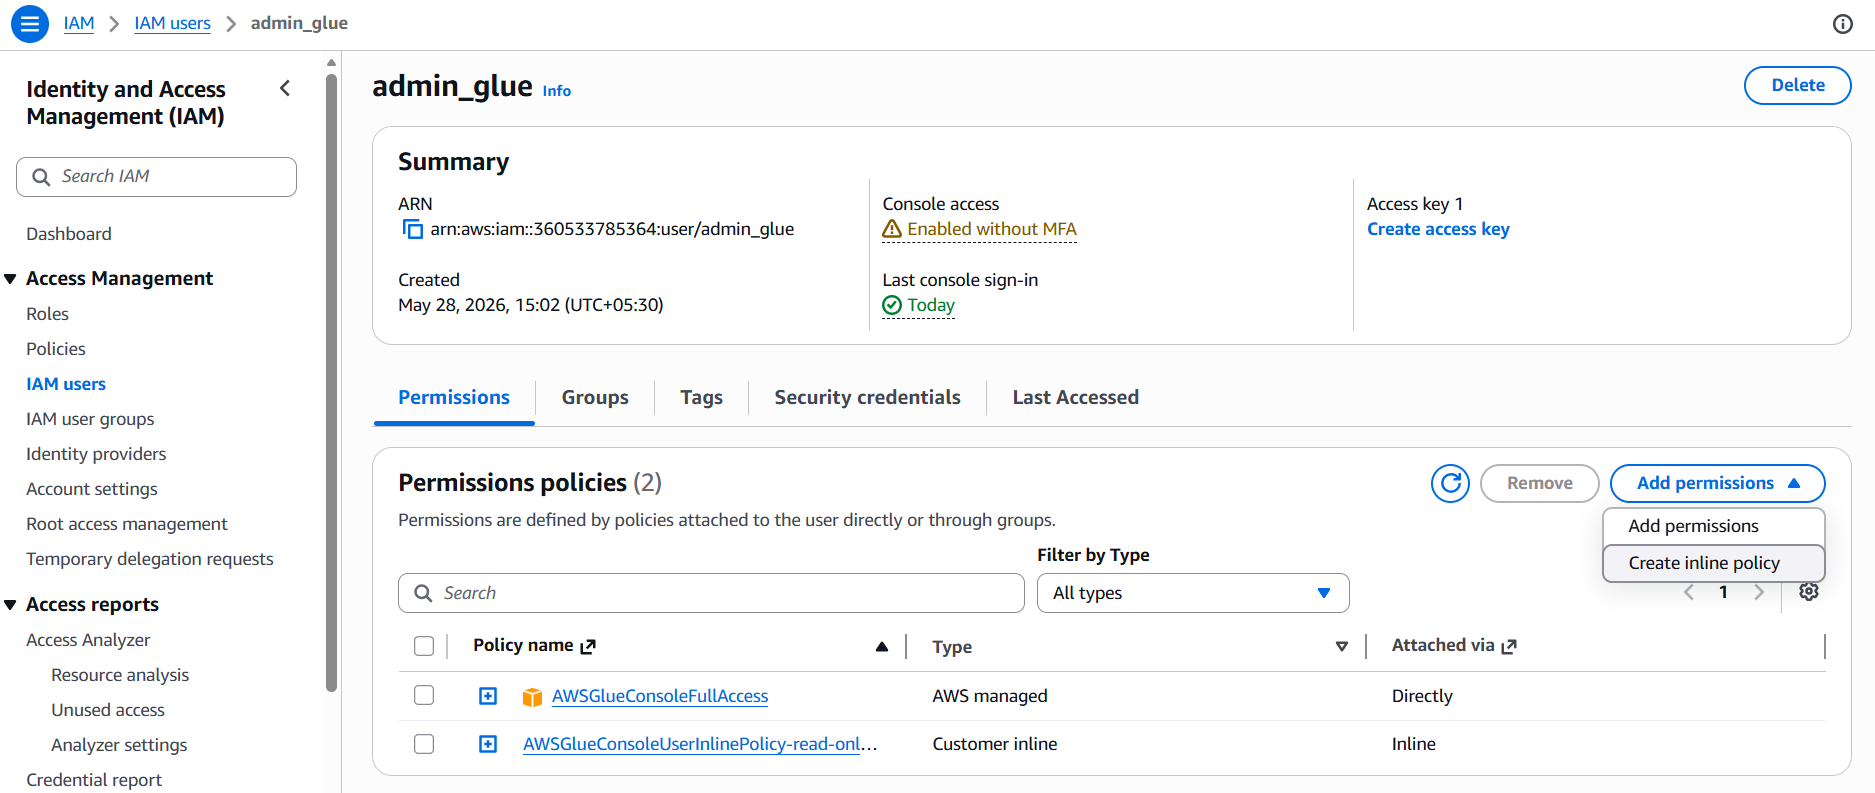 IAM > IAM users > admin_glue
Identity and Access
Management (IAM)
Search IAM
Dashboard
Access Management
Roles
Policies
IAM users
IAM user groups
Identity providers
Account settings
Root access management
Temporary delegation requests
Access reports
Access Analyzer
Resource analysis
Unused access
Analyzer settings
Credential report
admin_glue Info
Delete
Summary
ARN
arn:aws:iam::360533785364:user/admin_glue
Created
May 28, 2026, 15:02 (UTC+05:30)
Console access
Enabled without MFA
Last console sign-in
Today
Access key 1
Create access key
Permissions
Groups
Tags
Security credentials
Last Accessed
Permissions policies (2)
Remove
Add permissions
Permissions are defined by policies attached to the user directly or through groups.
Add permissions
Create inline policy
Filter by Type
Search
All types
1
Policy name
Type
Attached via
AWSGlueConsoleFullAccess
AWS managed
Directly
AWSGlueConsoleUserInlinePolicy-read-onl...
Customer inline
Inline